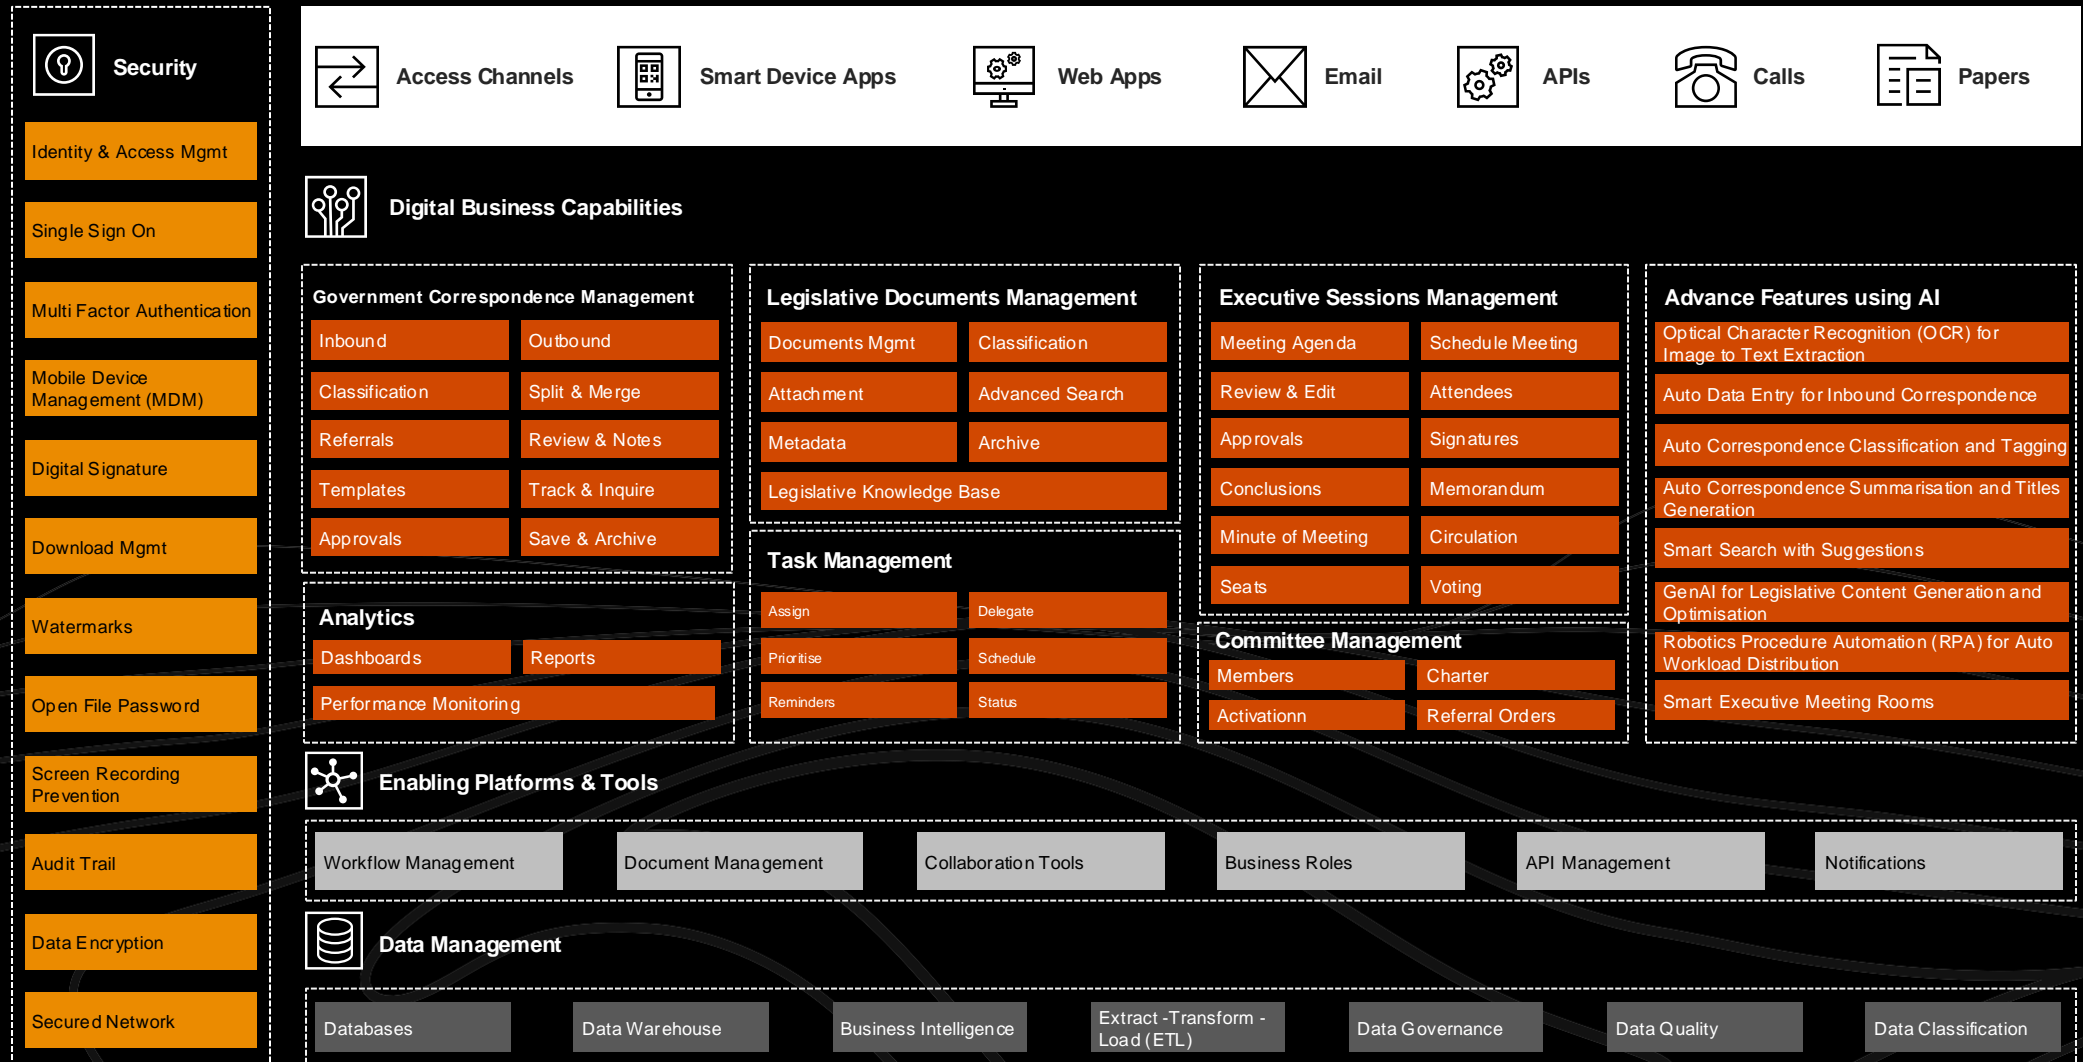 Security
Identity & Access Mgmt
Single Sign On
Multi Factor Authentication
Mobile Device
Management (MDM)
Digital Signature
Download Mgmt
Watermarks
Open File Password
Screen Recording
Prevention
Audit Trail
Data Encryption
Secured Network
Access Channels
Smart Device Apps
Web Apps
Email
APIs
Calls
Papers
Digital Business Capabilities
Government Correspondence Management
Inbound
Outbound
Classification
Split & Merge
Referrals
Review & Notes
Templates
Track & Inquire
Approvals
Save & Archive
Analytics
Dashboards
Reports
Performance Monitoring
Legislative Documents Management
Documents Mgmt
Classification
Attachment
Advanced Search
Metadata
Archive
Legislative Knowledge Base
Task Management
Assign
Delegate
Prioritise
Schedule
Reminders
Status
Executive Sessions Management
Meeting Agenda
Schedule Meeting
Review & Edit
Attendees
Approvals
Signatures
Conclusions
Memorandum
Minute of Meeting
Circulation
Seats
Voting
Committee Management
Members
Charter
Activationn
Referral Orders
Advance Features using AI
Optical Character Recognition (OCR) for
Image to Text Extraction
Auto Data Entry for Inbound Correspondence
Auto Correspondence Classification and Tagging
Auto Correspondence Summarisation and Titles
Generation
Smart Search with Suggestions
GenAI for Legislative Content Generation and
Optimisation
Robotics Procedure Automation (RPA) for Auto
Workload Distribution
Smart Executive Meeting Rooms
Enabling Platforms & Tools
Workflow Management
Document Management
Collaboration Tools
Business Roles
API Management
Notifications
Data Management
Databases
Data Warehouse
Business Intelligence
Extract -Transform -
Load (ETL)
Data Governance
Data Quality
Data Classification